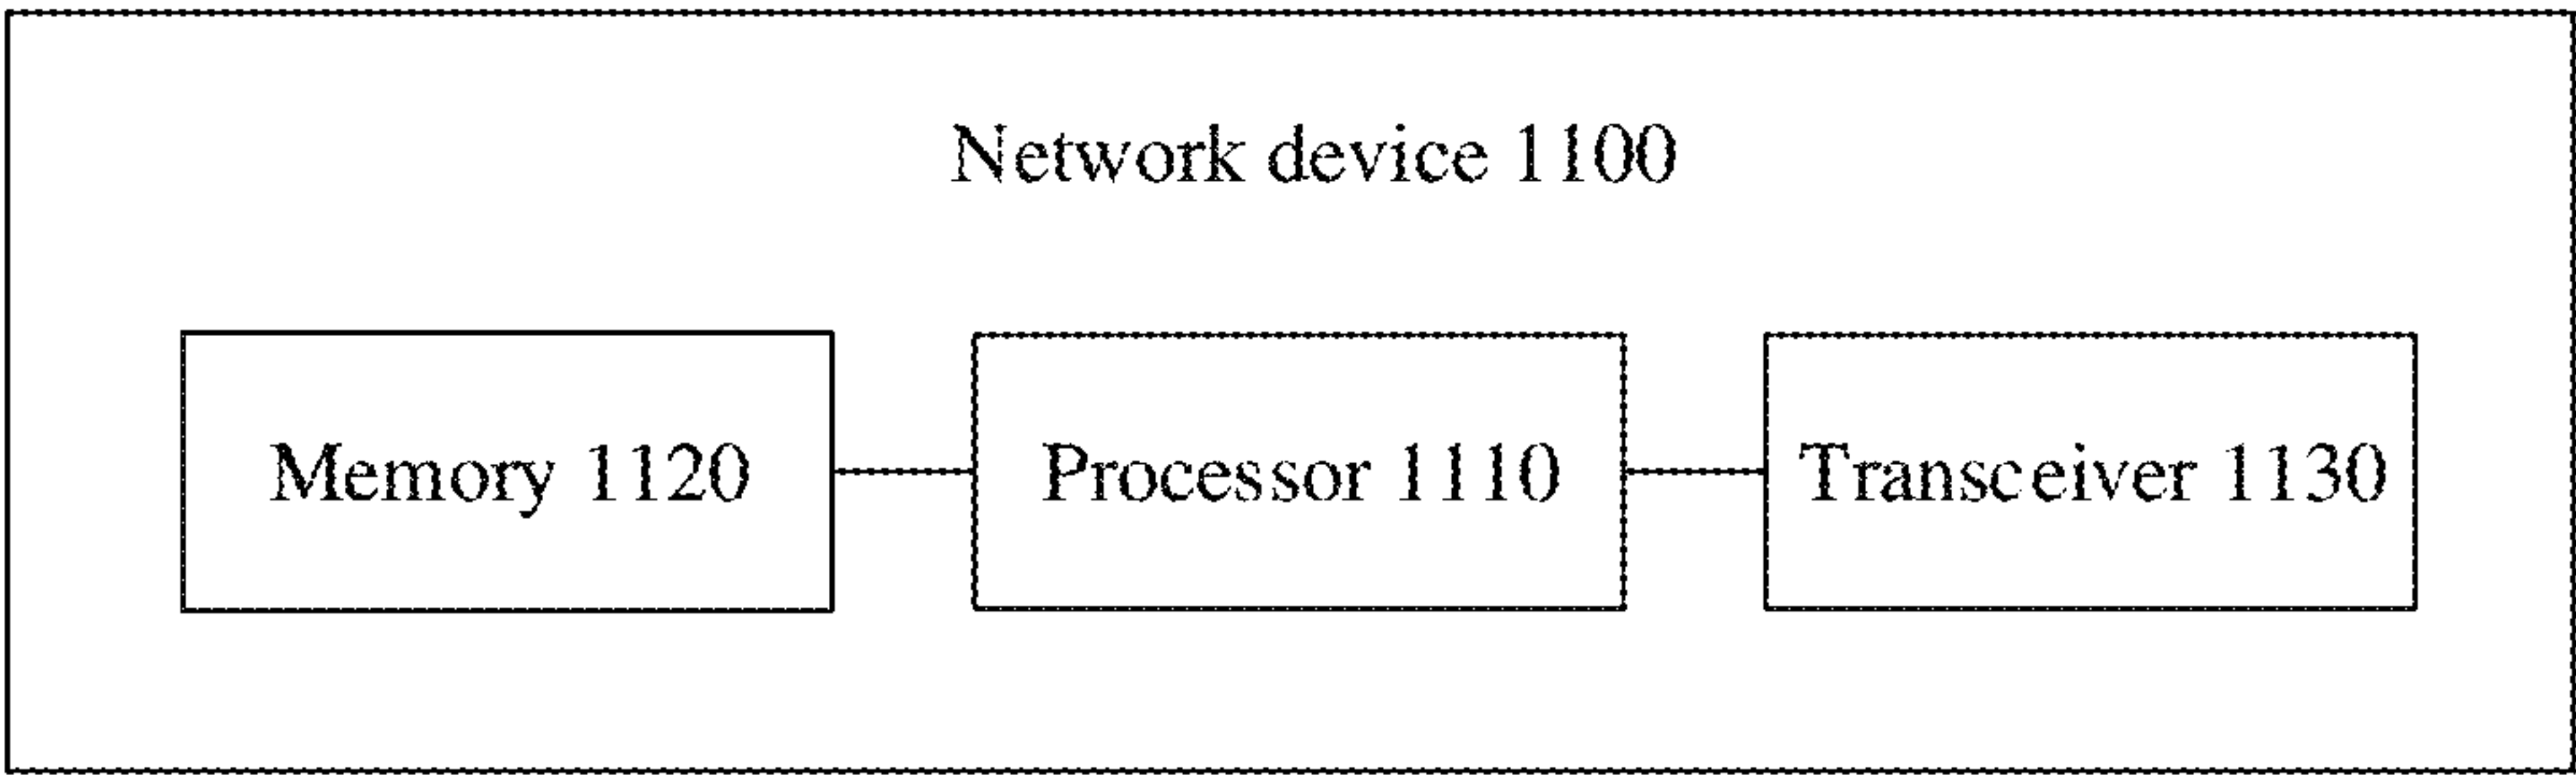 Network device 1100
Memory 1120
Processor 1110
Transceiver 1130